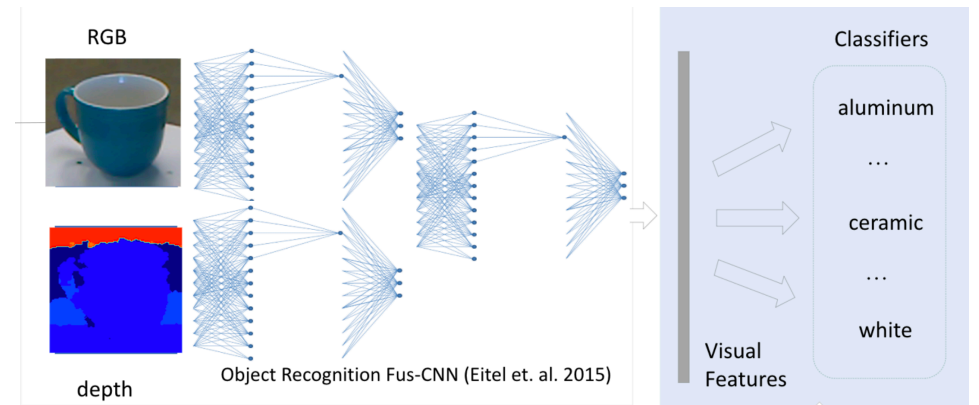 RGB
depth
Object Recognition Fus-CNN (Eitel et. al. 2015)
Visual
Features
Classifiers
aluminum
...
ceramic
...
white